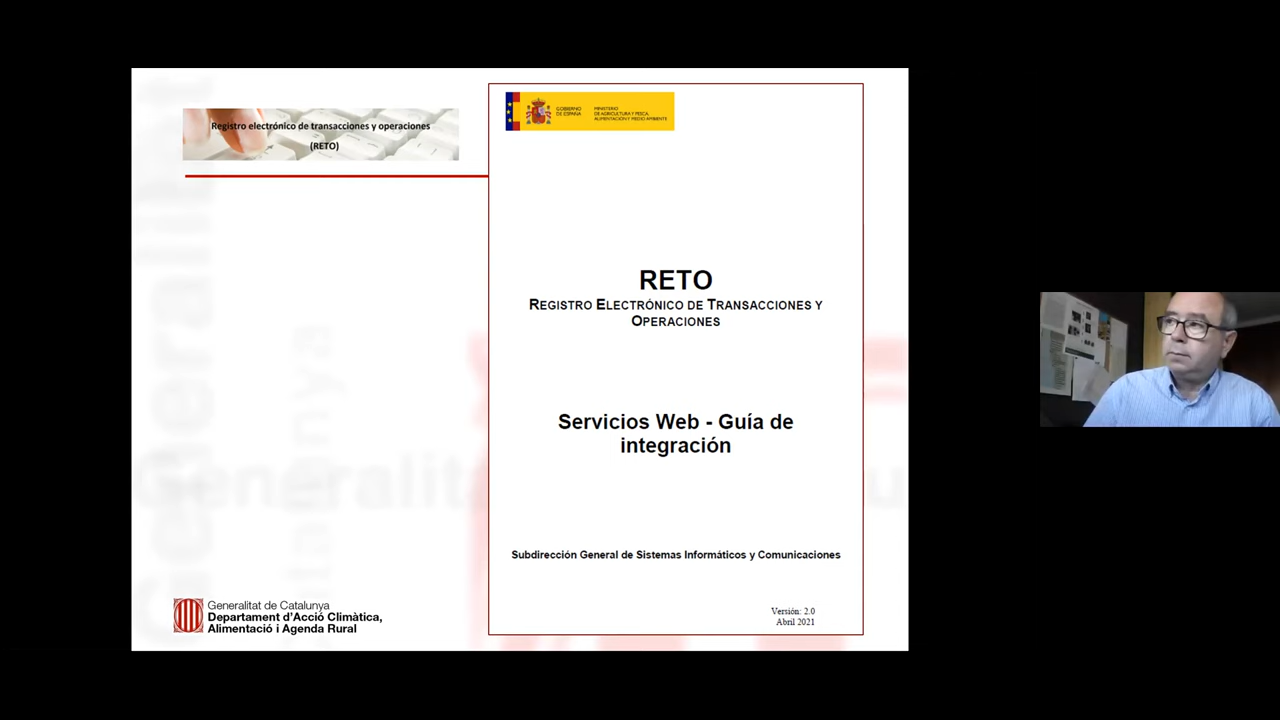 Registro electrónico de transacciones y operaciones
(RETO)
GOBIERNO
DE ESPAÑA
MINISTERIO
DE AGRICULTURA Y PESCA,
ALIMENTACIÓN Y MEDIO AMBIENTE
RETO
REGISTRO ELECTRÓNICO DE TRANSACCIONES Y
OPERACIONES
Servicios Web - Guía de
integración
Subdirección General de Sistemas Informáticos y Comunicaciones
Versión: 2.0
Abril 2021
Generalitat de Catalunya
Departament d'Acció Climàtica,
Alimentació i Agenda Rural